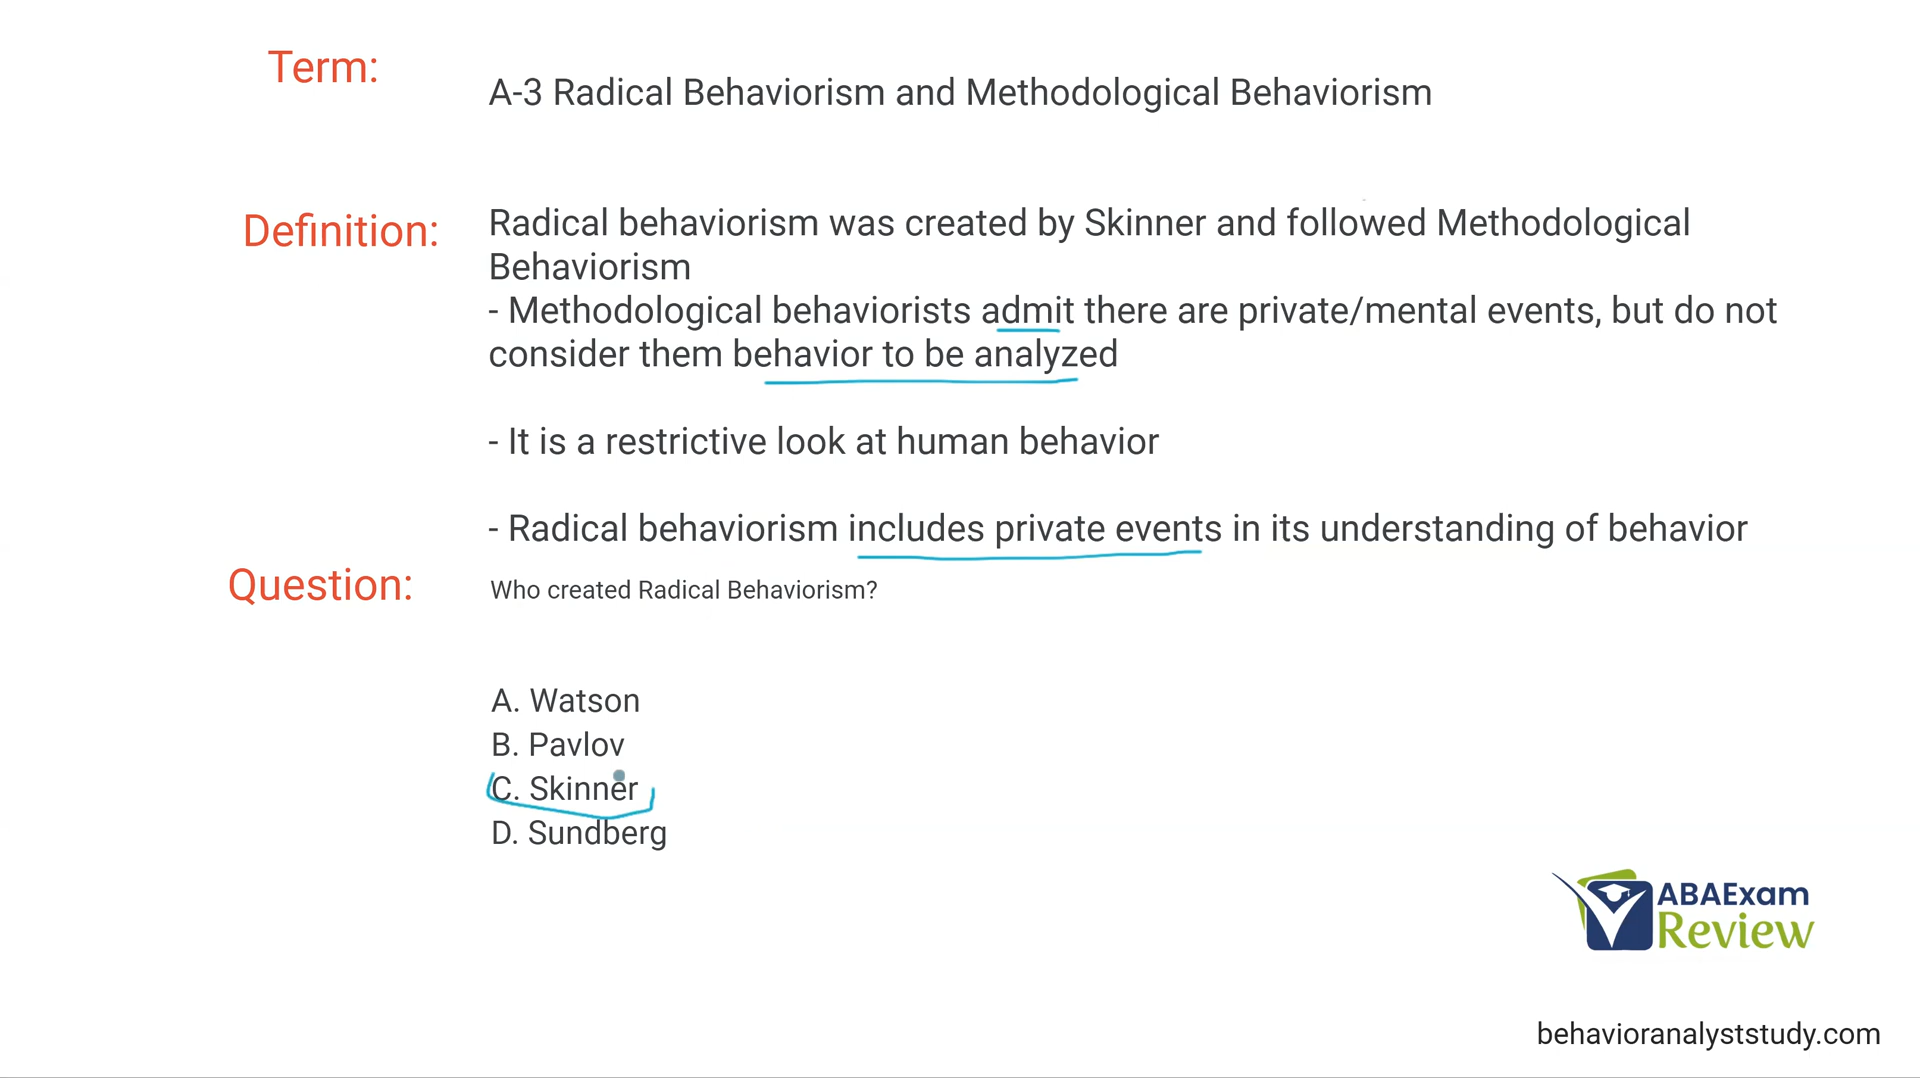 Term:
A-3 Radical Behaviorism and Methodological Behaviorism
Definition:
Radical behaviorism was created by Skinner and followed Methodological
Behaviorism
- Methodological behaviorists admit there are private/mental events, but do not
consider them behavior to be analyzed
- It is a restrictive look at human behavior
- Radical behaviorism includes private events in its understanding of behavior
Question:
Who created Radical Behaviorism?
A. Watson
B. Pavlov
C. Skinner
D. Sundberg
ABAExam
Review
behavioranalyststudy.com